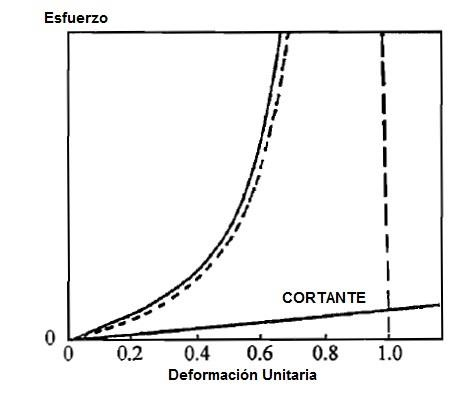 Esfuerzo
CORTANTE
0
0 0.2 0.4 0.6 0.8 1.0
Deformación Unitaria